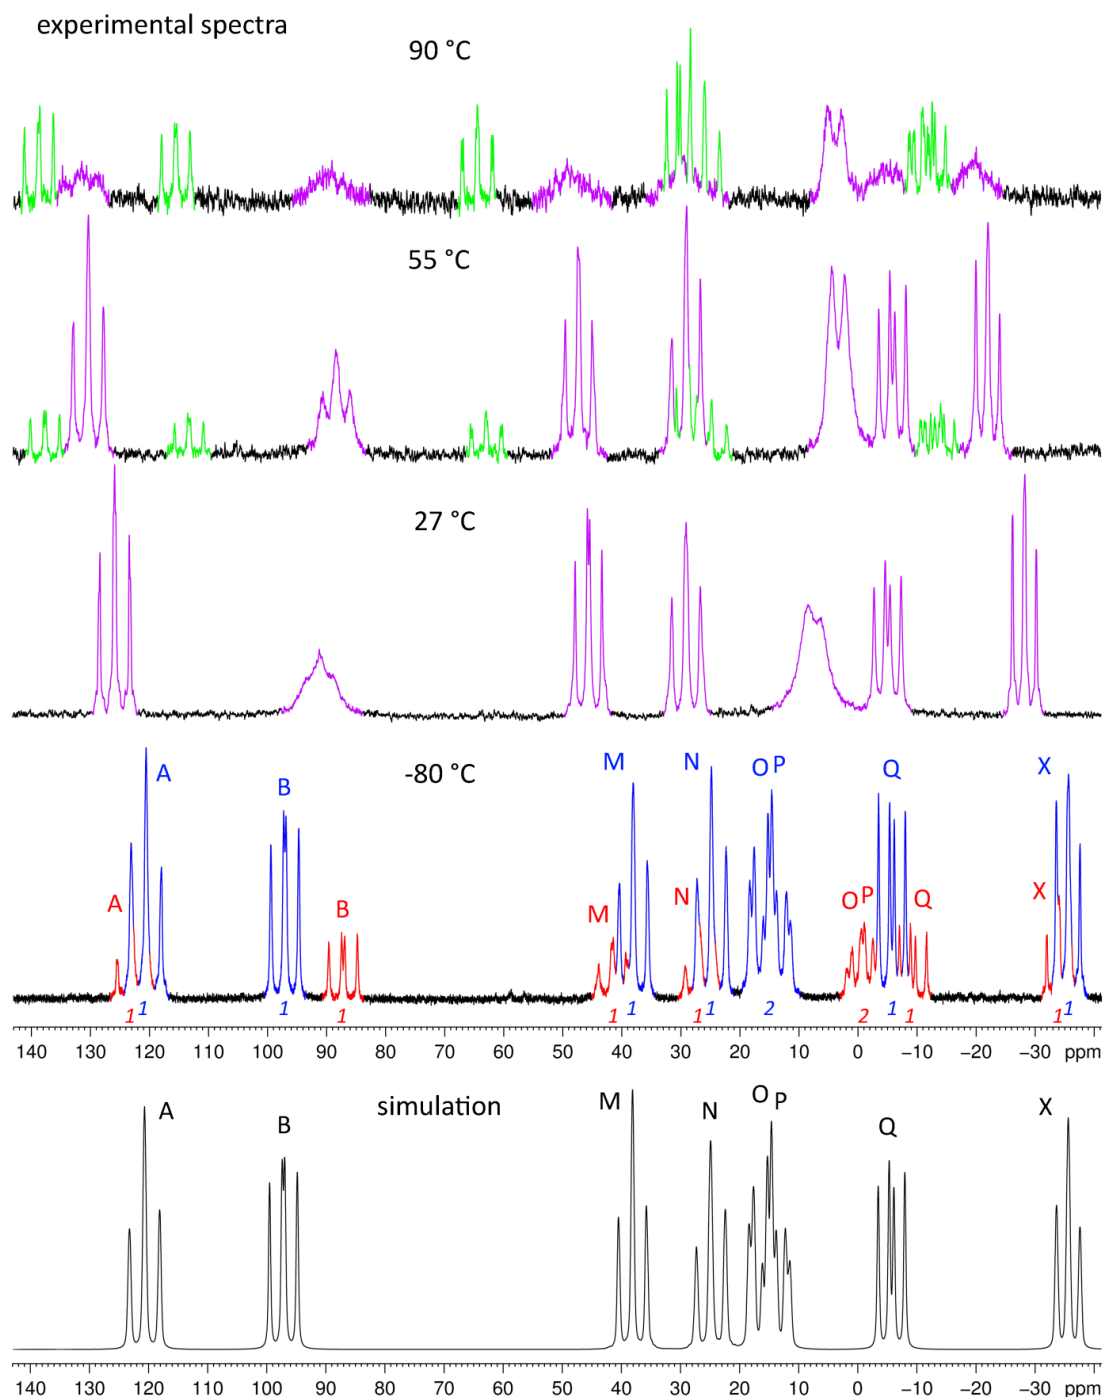 experimental spectra
90 °C
55 °C
27 °C
-80 °C
A A B B M M N N O P O P Q Q X X
1 1 1 1 1 1 1 1 2 2 1 1 1 1
140 130 120 110 100 90 80 70 60 50 40 30 20 10 0 −10 −20 −30 ppm
simulation
A B M N O P Q X
140 130 120 110 100 90 80 70 60 50 40 30 20 10 0 −10 −20 −30 ppm